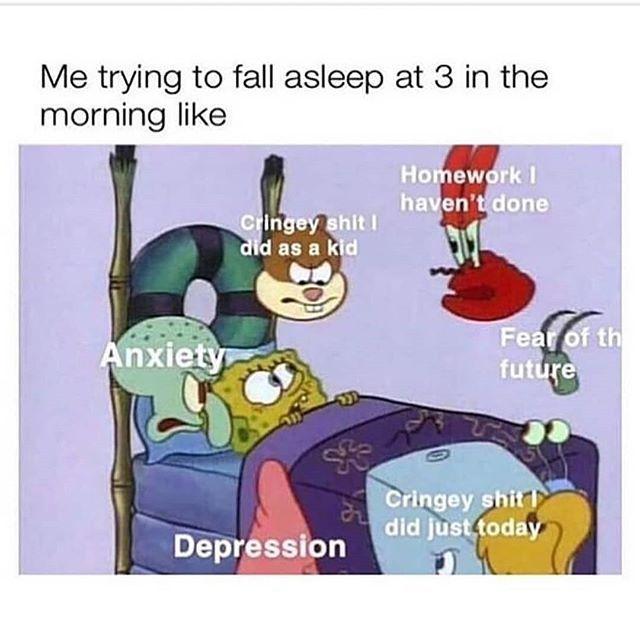 Me trying to fall asleep at 3 in the
morning like
Homework I
haven't done
Cringey shit I
did as a kid
Fear of th
future
Anxiety
Cringey shit I
did just today
Depression